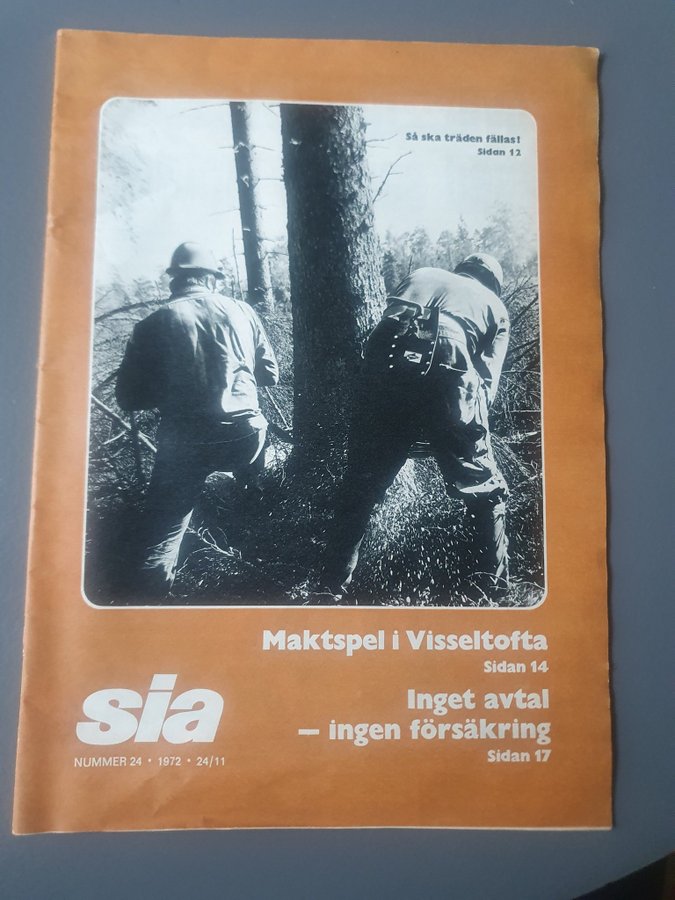 Så ska träden fällas!
Sidan 12
Maktspel i Visseltofta
Sidan 14
Inget avtal
– ingen försäkring
Sidan 17
sia
NUMMER 24 • 1972 • 24/11